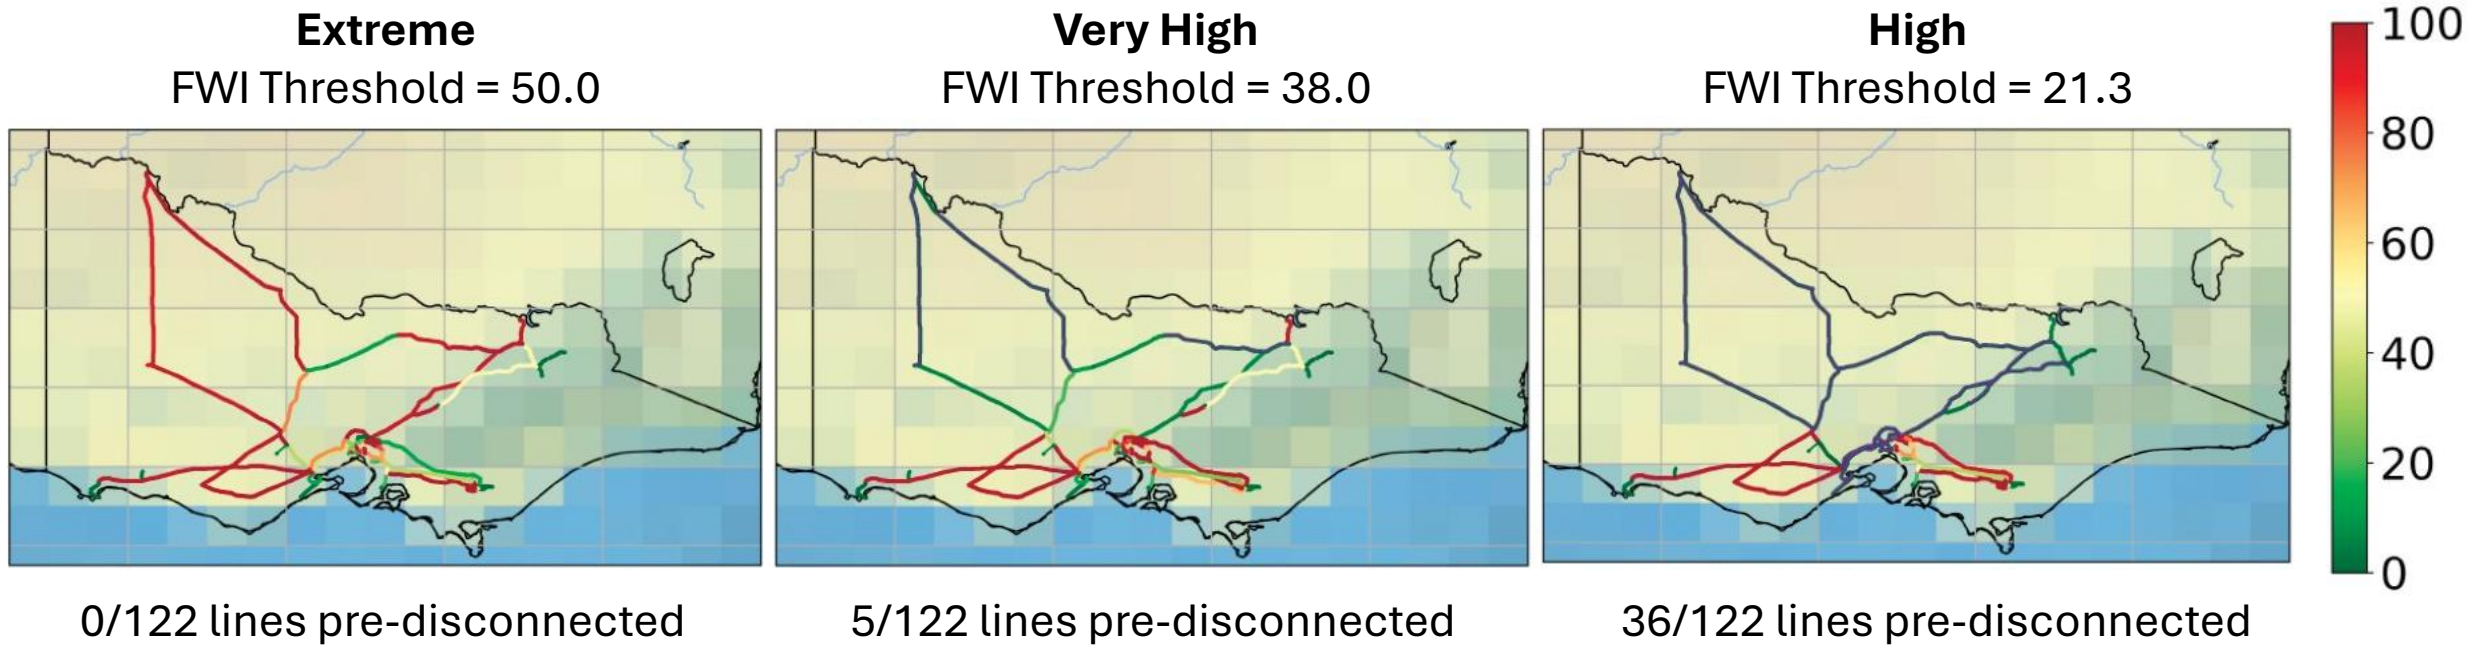 Extreme
FWI Threshold = 50.0
Very High
FWI Threshold = 38.0
High
FWI Threshold = 21.3
100
80
60
40
20
0
0/122 lines pre-disconnected
5/122 lines pre-disconnected
36/122 lines pre-disconnected